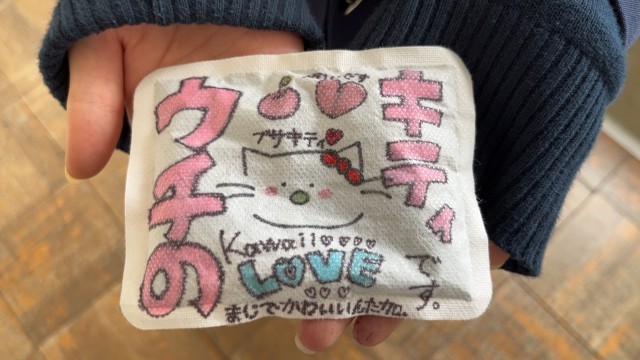 ウチの
キティ
です。
ブサキティ
Kawaii
LOVE
まじでかわいいんだが。